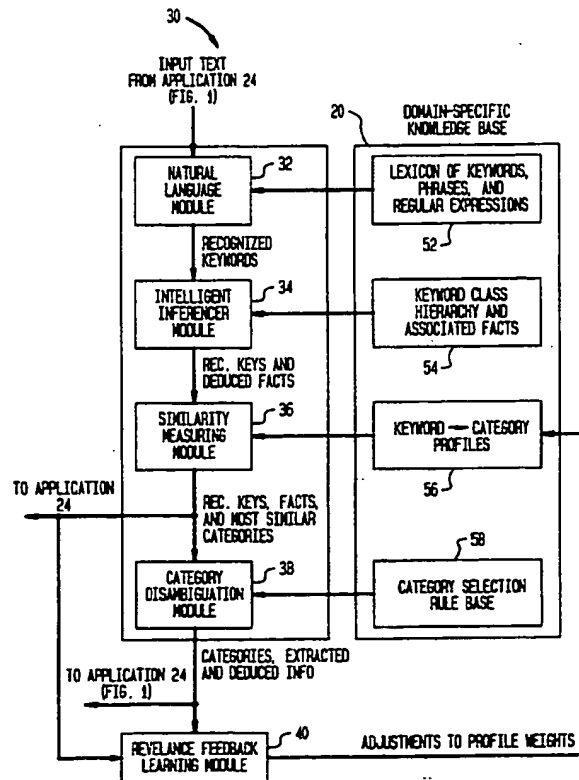 30
INPUT TEXT
FROM APPLICATION 24
(FIG. 1)
20
DOMAIN-SPECIFIC
KNOWLEDGE BASE
NATURAL
LANGUAGE
MODULE
32
LEXICON OF KEYWORDS,
PHRASES, AND
REGULAR EXPRESSIONS
52
RECOGNIZED
KEYWORDS
INTELLIGENT
INFERENCER
MODULE
34
KEYWORD CLASS
HIERARCHY AND
ASSOCIATED FACTS
54
REC. KEYS AND
DEDUCED FACTS
SIMILARITY
MEASURING
MODULE
36
KEYWORD — CATEGORY
PROFILES
56
TO APPLICATION
24
REC. KEYS, FACTS,
AND MOST SIMILAR
CATEGORIES
CATEGORY
DISAMBIGUATION
MODULE
38
58
CATEGORY SELECTION
RULE BASE
CATEGORIES, EXTRACTED
AND DEDUCED INFO
TO APPLICATION 24
(FIG. 1)
REVELANCE FEEDBACK
LEARNING MODULE
40
ADJUSTMENTS TO PROFILE WEIGHTS